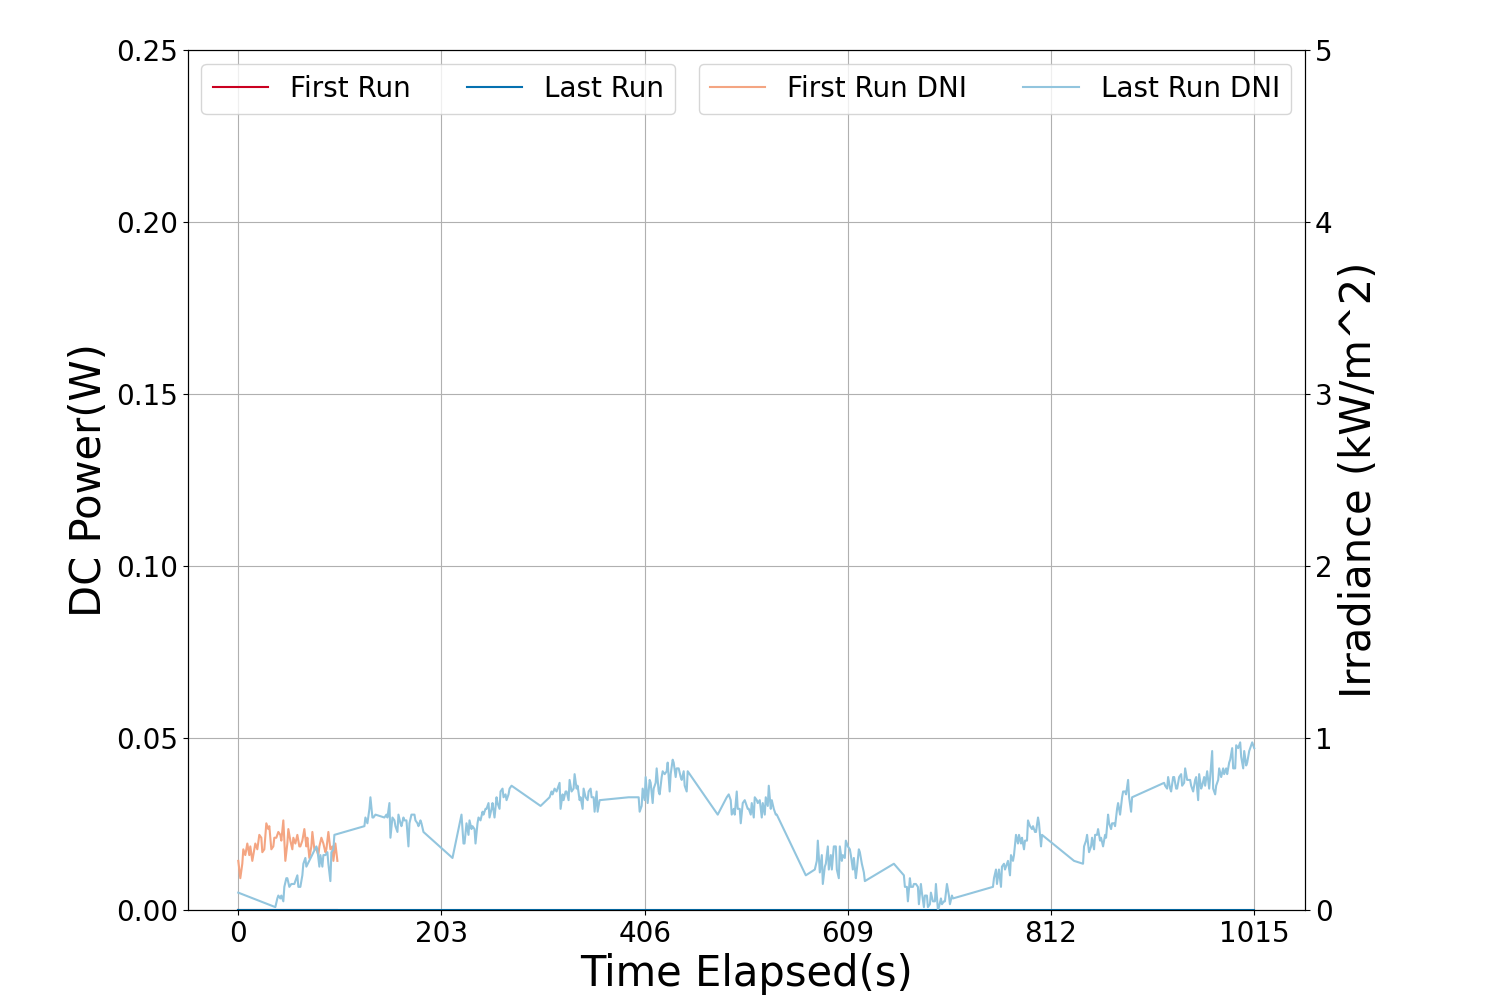 First Run Last Run First Run DNI Last Run DNI
DC Power(W)
0.25
0.20
0.15
0.10
0.05
0.00
0 203 406 609 812 1015
Time Elapsed(s)
5
4
3
2
1
0
Irradiance (kW/m^2)